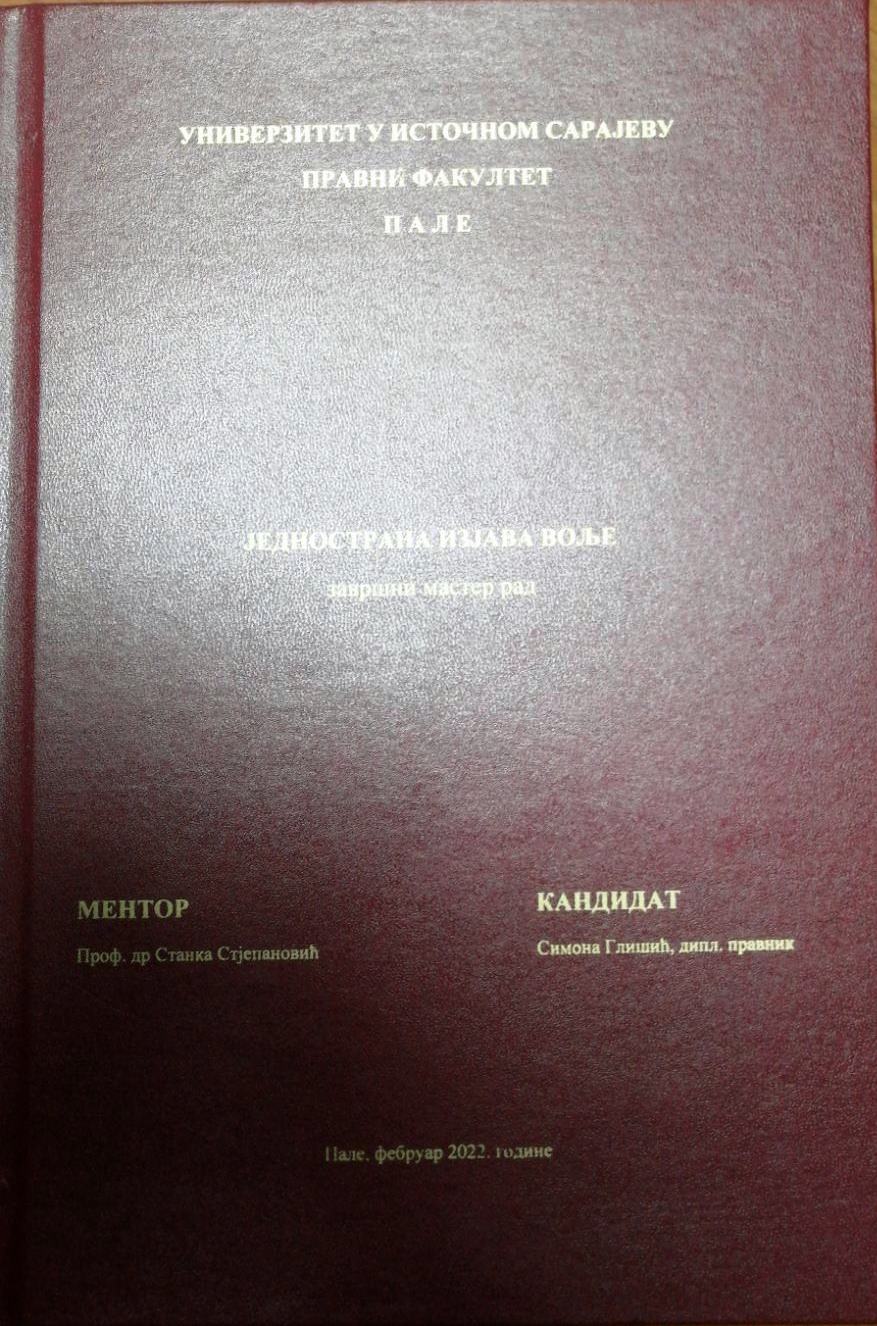 УНИВЕРЗИТЕТ У ИСТОЧНОМ САРАЈЕВУ
ПРАВНИ ФАКУЛТЕТ
П А Л Е
ЈЕДНОСТРАНА ИЗЈАВА ВОЉЕ
завршни мастер рад
МЕНТОР
Проф. др Станка Стјепановић
КАНДИДАТ
Симона Глишић, дипл. правник
Пале, фебруар 2022. године